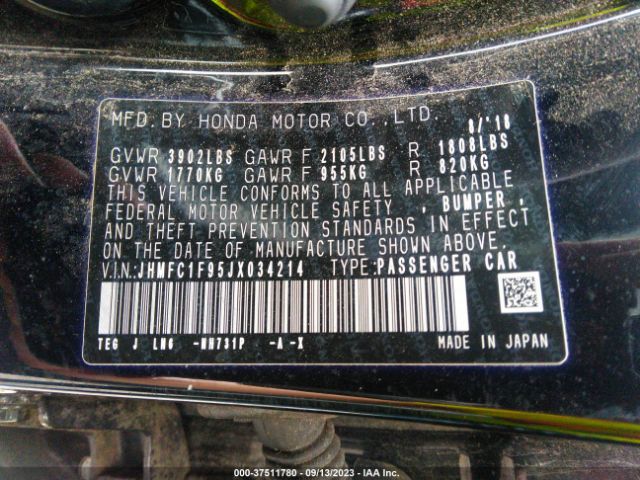 MFD. BY HONDA MOTOR CO., LTD. 8/'18
GVWR 3902LBS GAWR F 2105LBS R 1808LBS
GVWR 1770KG GAWR F 955KG R 820KG
THIS VEHICLE CONFORMS TO ALL APPLICABLE
FEDERAL MOTOR VEHICLE SAFETY , BUMPER ,
AND THEFT PREVENTION STANDARDS IN EFFECT
ON THE DATE OF MANUFACTURE SHOWN ABOVE.
V.I.N.:JHMFC1F95JX034214 TYPE:PASSENGER CAR
TEG J LH6 -NH731P -A -X MADE IN JAPAN
000-37511780 - 09/13/2023 - IAA Inc.